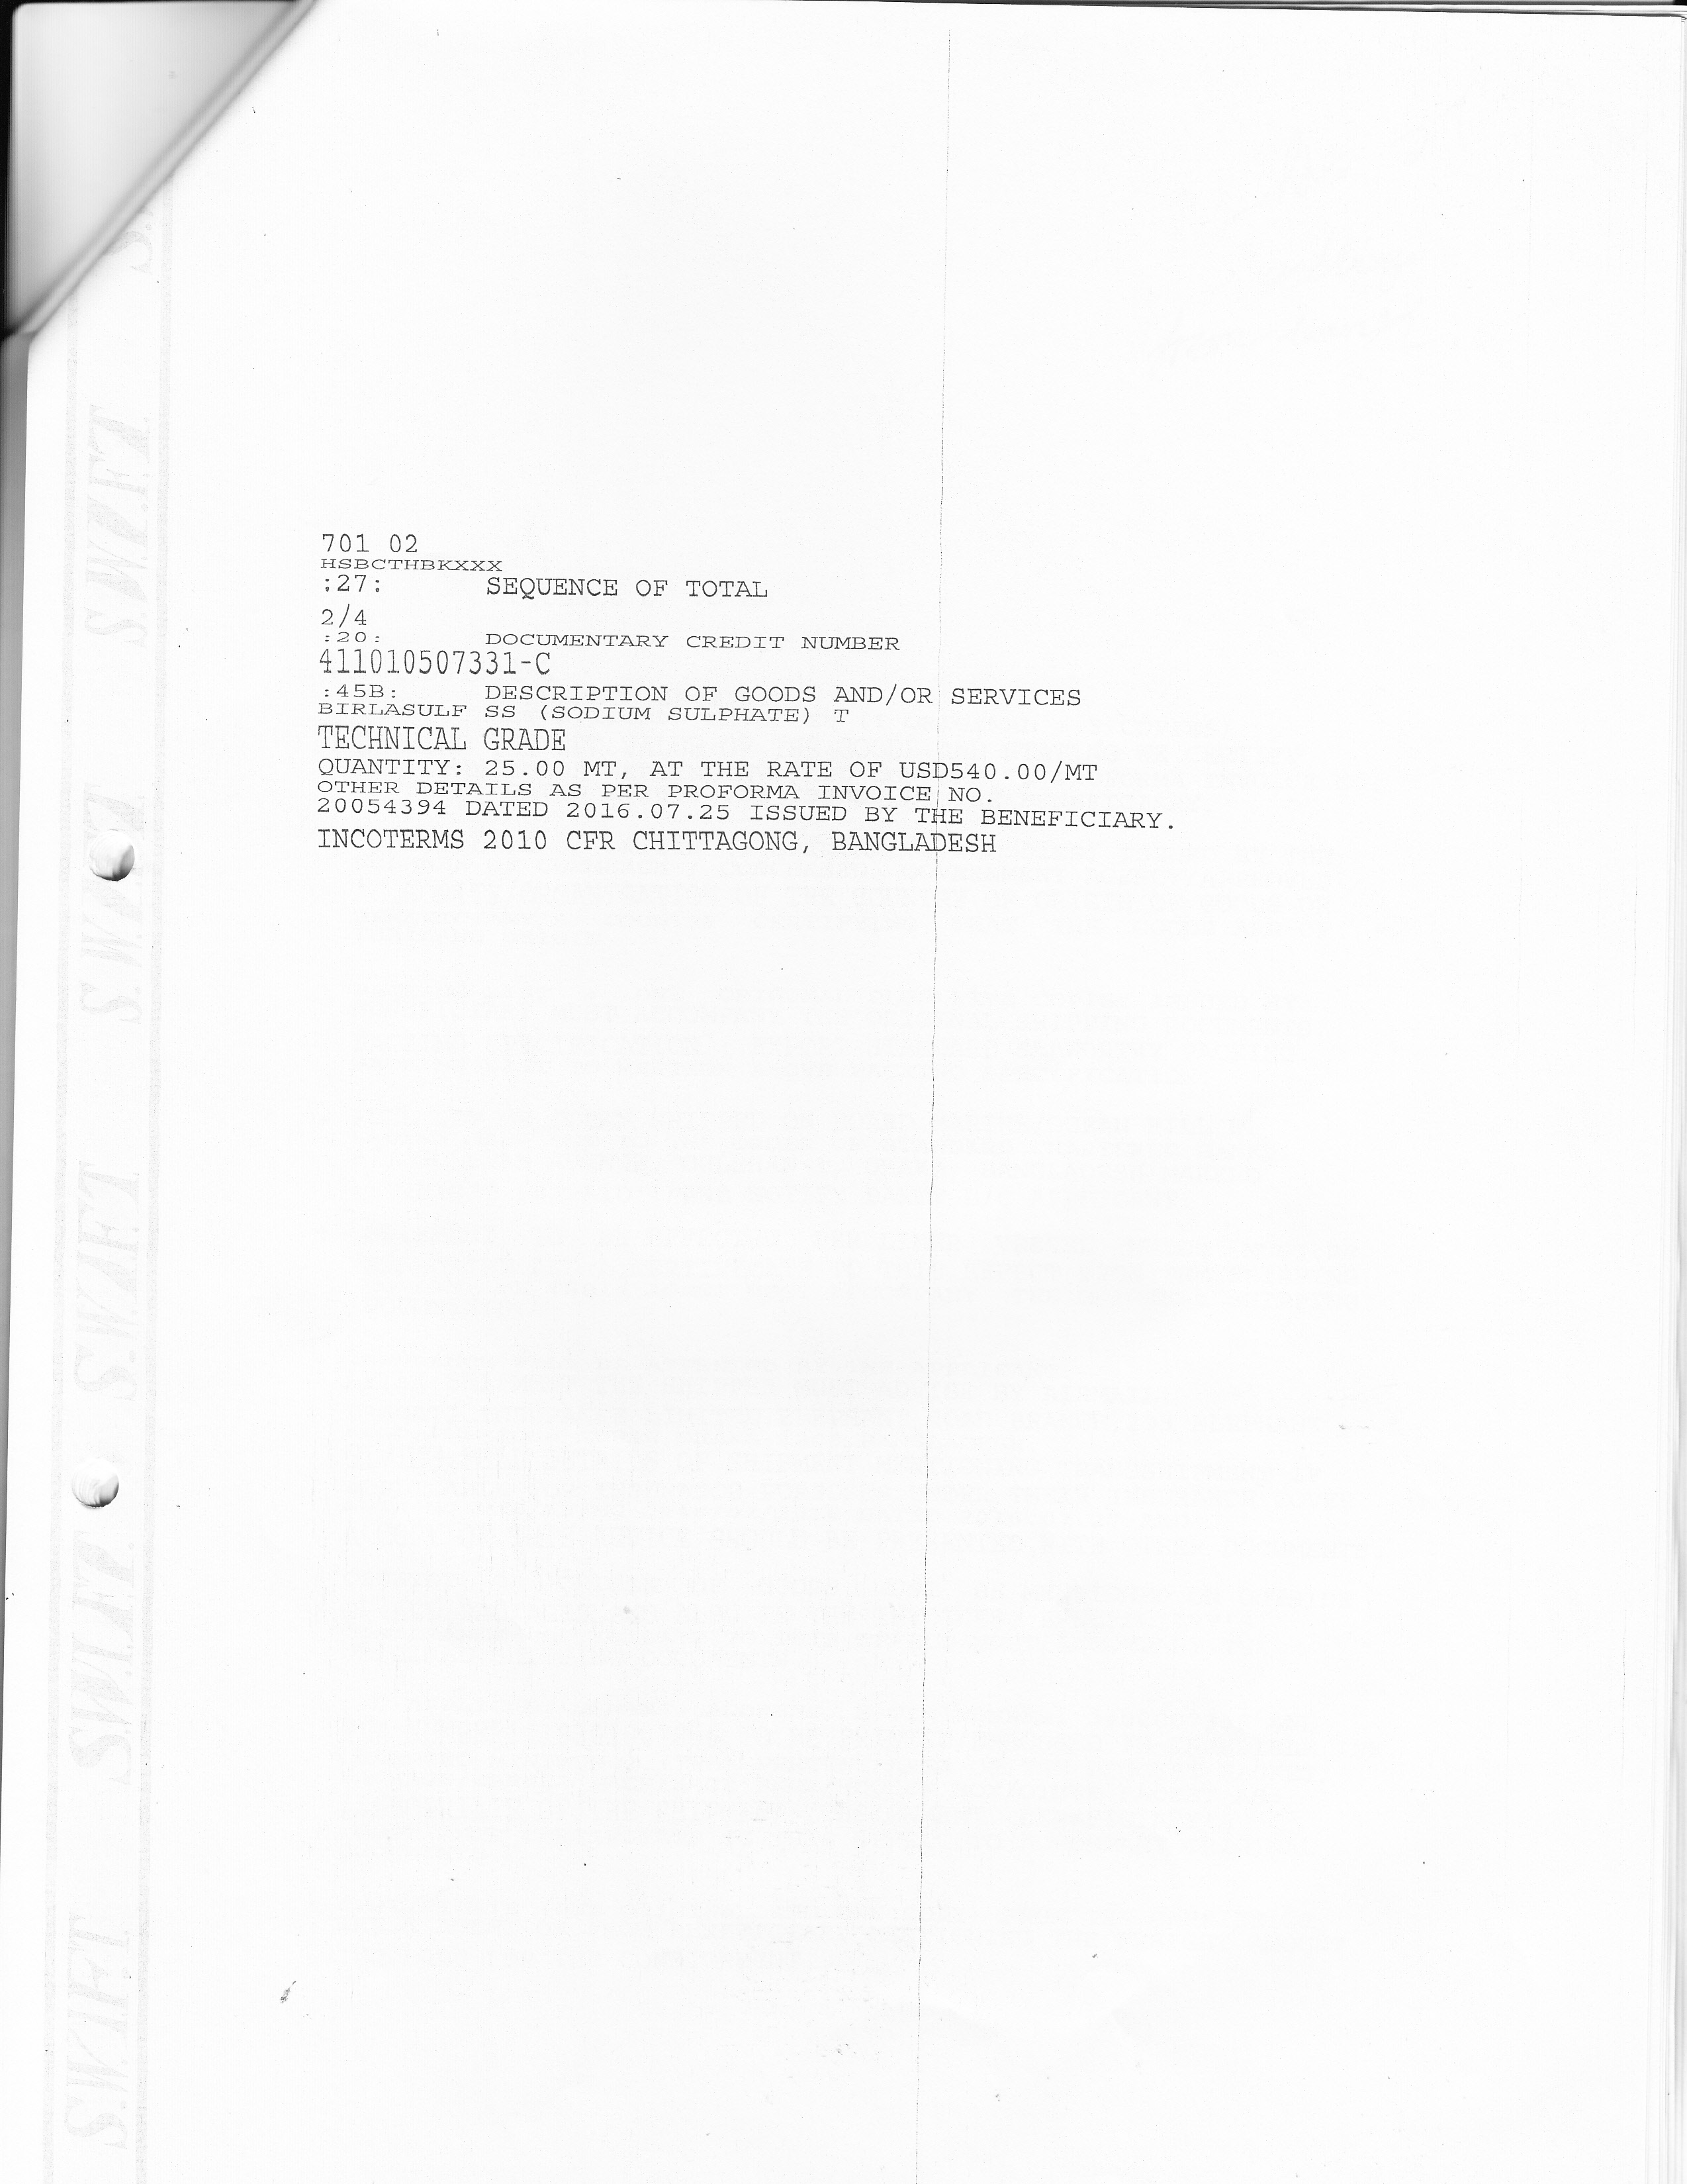 701 02
HSBCTHBKXXX
:27: SEQUENCE OF TOTAL
2/4
:20: DOCUMENTARY CREDIT NUMBER
411010507331-C
:45B: DESCRIPTION OF GOODS AND/OR SERVICES
BIRLASULF SS (SODIUM SULPHATE) T
TECHNICAL GRADE
QUANTITY: 25.00 MT, AT THE RATE OF USD540.00/MT
OTHER DETAILS AS PER PROFORMA INVOICE NO.
20054394 DATED 2016.07.25 ISSUED BY THE BENEFICIARY.
INCOTERMS 2010 CFR CHITTAGONG, BANGLADESH
S.W.I.F.T.
S.W.I.F.T.
S.W.I.F.T.
S.W.I.F.T.
S.W.I.F.T.